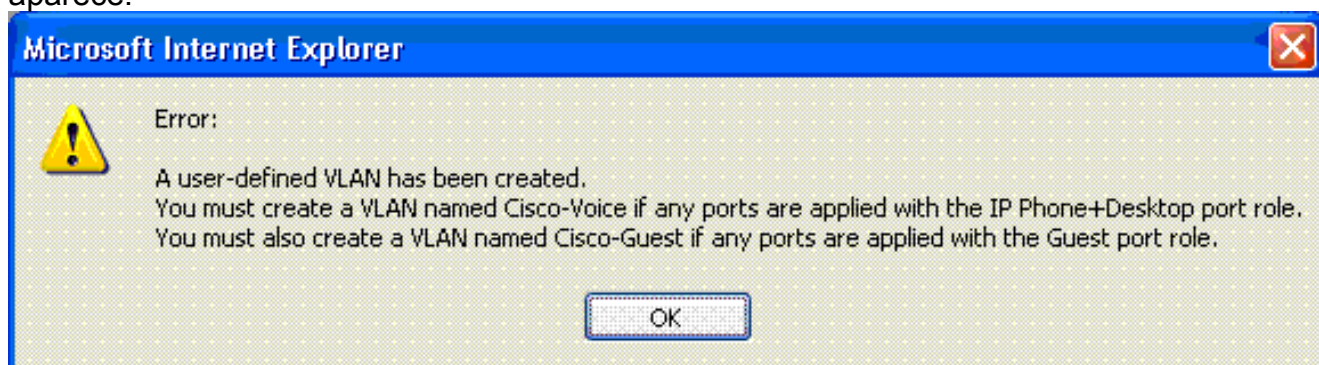 aparece:
Microsoft Internet Explorer
Error:
A user-defined VLAN has been created.
You must create a VLAN named Cisco-Voice if any ports are applied with the IP Phone+Desktop port role.
You must also create a VLAN named Cisco-Guest if any ports are applied with the Guest port role.
OK